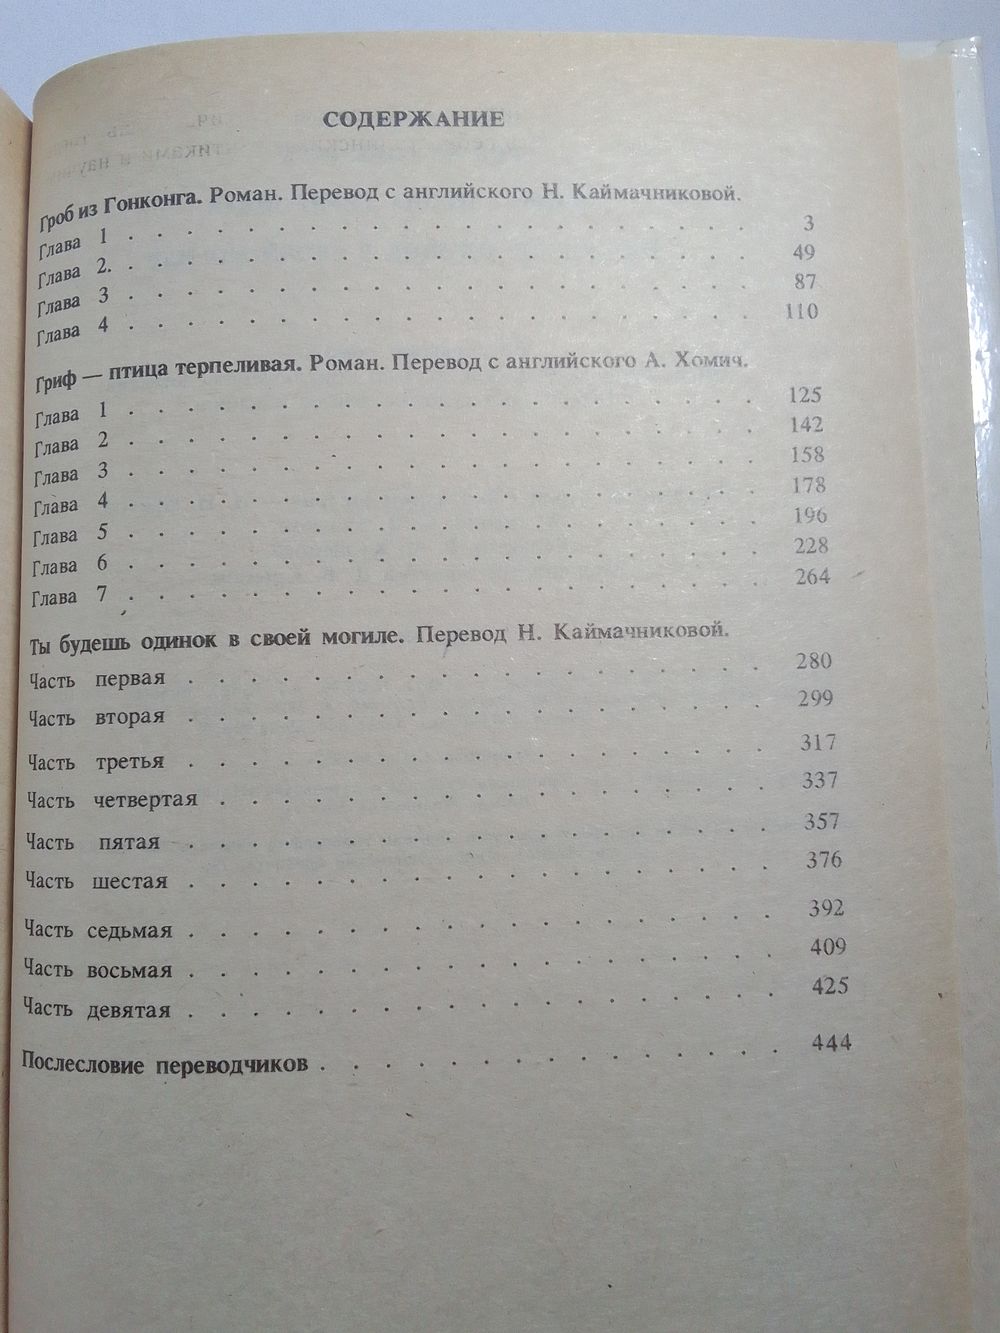 СОДЕРЖАНИЕ
Гроб из Гонконга. Роман. Перевод с английского Н. Каймачниковой.
Глава 1 . . . . . . . . . . . . . . . . . . . . 3
Глава 2. . . . . . . . . . . . . . . . . . . . 49
Глава 3 . . . . . . . . . . . . . . . . . . . . 87
Глава 4 . . . . . . . . . . . . . . . . . . . . 110
Гриф — птица терпеливая. Роман. Перевод с английского А. Хомич.
Глава 1 . . . . . . . . . . . . . . . . . . . . 125
Глава 2 . . . . . . . . . . . . . . . . . . . . 142
Глава 3 . . . . . . . . . . . . . . . . . . . . 158
Глава 4 . . . . . . . . . . . . . . . . . . . . 178
Глава 5 . . . . . . . . . . . . . . . . . . . . 196
Глава 6 . . . . . . . . . . . . . . . . . . . . 228
Глава 7 . . . . . . . . . . . . . . . . . . . . 264
Ты будешь одинок в своей могиле. Перевод Н. Каймачниковой.
Часть первая . . . . . . . . . . . . . . . . . . 280
Часть вторая . . . . . . . . . . . . . . . . . . 299
Часть третья . . . . . . . . . . . . . . . . . . 317
Часть четвертая . . . . . . . . . . . . . . . . . 337
Часть пятая . . . . . . . . . . . . . . . . . . 357
Часть шестая . . . . . . . . . . . . . . . . . . 376
Часть седьмая . . . . . . . . . . . . . . . . . . 392
Часть восьмая . . . . . . . . . . . . . . . . . . 409
Часть девятая . . . . . . . . . . . . . . . . . . 425
Послесловие переводчиков . . . . . . . . . . . . . . 444